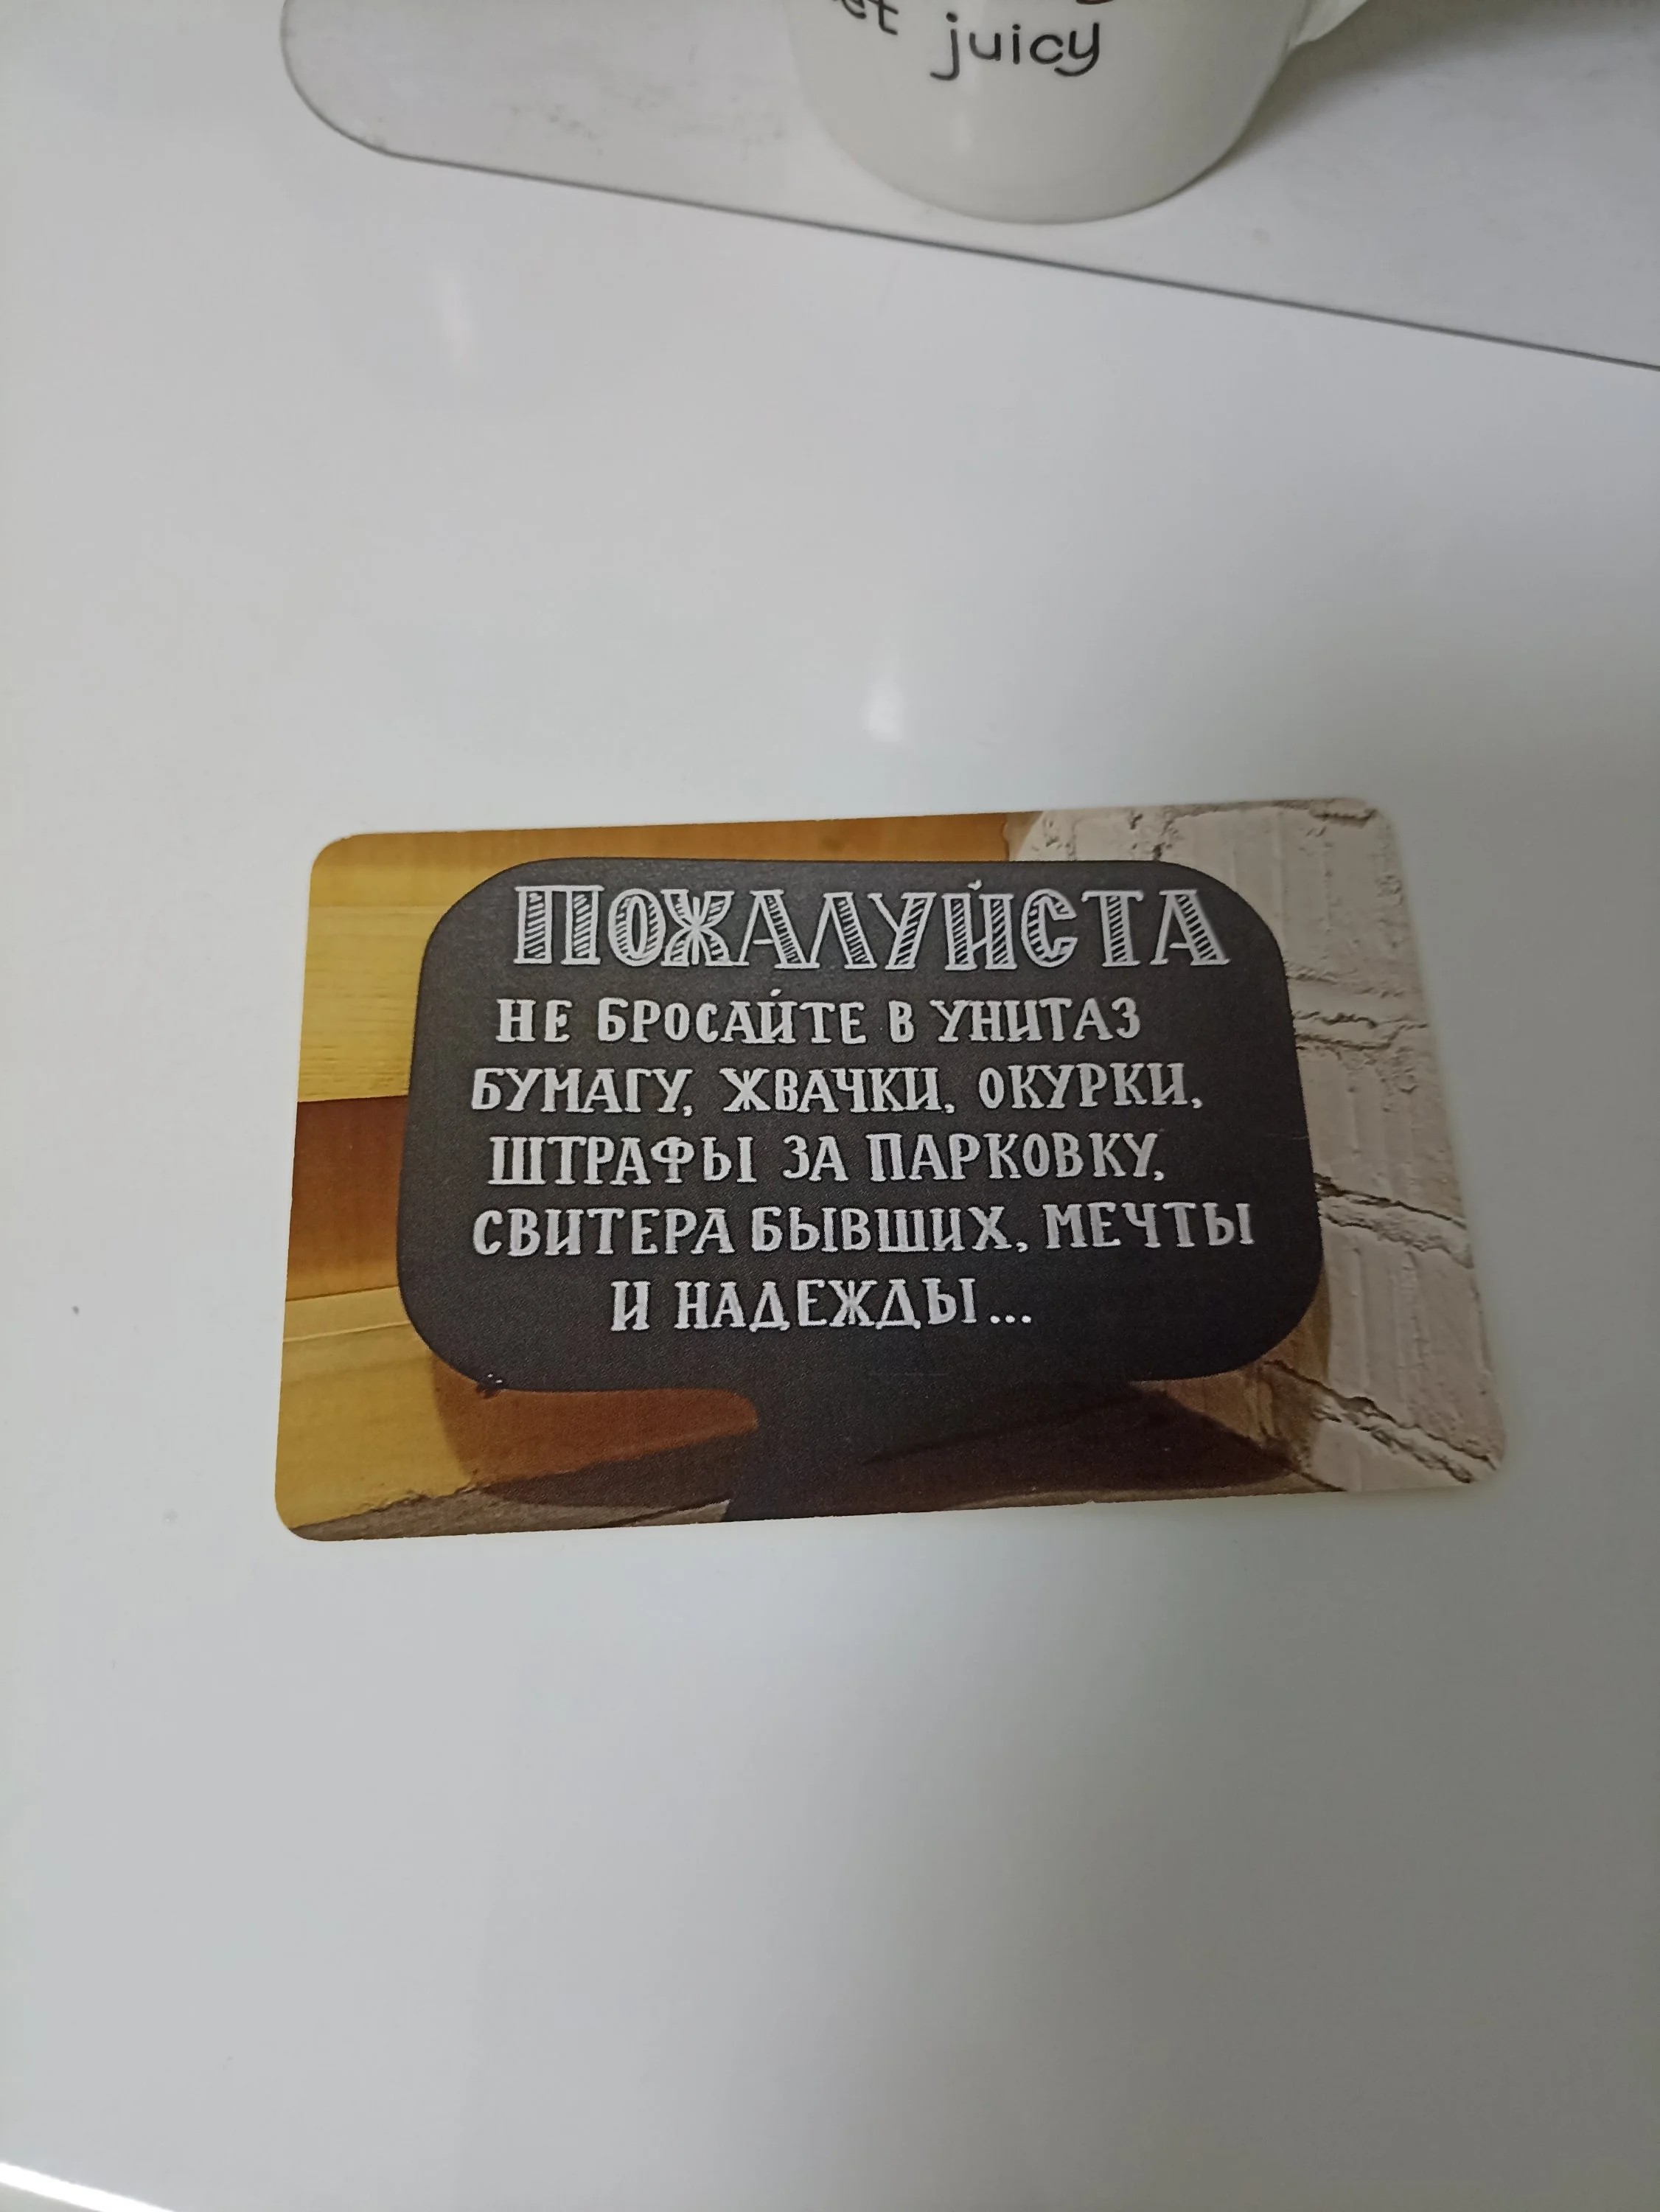 juicy
ПОЖАЛУЙСТА
НЕ БРОСАЙТЕ В УНИТАЗ
БУМАГУ, ЖВАЧКИ, ОКУРКИ,
ШТРАФЫ ЗА ПАРКОВКУ,
СВИТЕРА БЫВШИХ, МЕЧТЫ
И НАДЕЖДЫ...